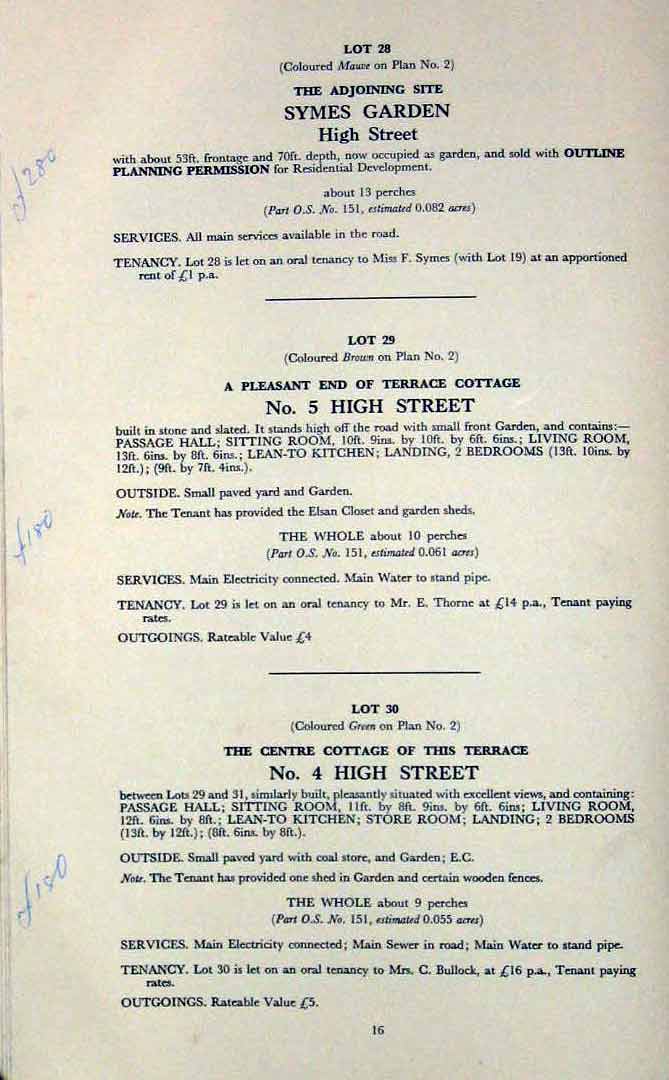 LOT 28
(Coloured Mauve on Plan No. 2)
THE ADJOINING SITE
SYMES GARDEN
High Street
with about 53ft. frontage and 70ft. depth, now occupied as garden, and sold with OUTLINE
PLANNING PERMISSION for Residential Development.
£280
about 13 perches
(Part O.S. No. 151, estimated 0.082 acres)
SERVICES. All main services available in the road.
TENANCY. Lot 28 is let on an oral tenancy to Miss F. Symes (with Lot 19) at an apportioned
rent of £1 p.a.
LOT 29
(Coloured Brown on Plan No. 2)
A PLEASANT END OF TERRACE COTTAGE
No. 5 HIGH STREET
built in stone and slated. It stands high off the road with small front Garden, and contains:—
PASSAGE HALL; SITTING ROOM, 10ft. 9ins. by 10ft. by 6ft. 6ins.; LIVING ROOM,
13ft. 6ins. by 8ft. 6ins.; LEAN-TO KITCHEN; LANDING, 2 BEDROOMS (13ft. 10ins. by
12ft.); (9ft. by 7ft. 4ins.).
OUTSIDE. Small paved yard and Garden.
Note. The Tenant has provided the Elsan Closet and garden sheds.
£180
THE WHOLE about 10 perches
(Part O.S. No. 151, estimated 0.061 acres)
SERVICES. Main Electricity connected. Main Water to stand pipe.
TENANCY. Lot 29 is let on an oral tenancy to Mr. E. Thorne at £14 p.a., Tenant paying
rates.
OUTGOINGS. Rateable Value £4
LOT 30
(Coloured Green on Plan No. 2)
THE CENTRE COTTAGE OF THIS TERRACE
No. 4 HIGH STREET
between Lots 29 and 31, similarly built, pleasantly situated with excellent views, and containing:
PASSAGE HALL; SITTING ROOM, 11ft. by 8ft. 9ins. by 6ft. 6ins; LIVING ROOM,
12ft. 6ins. by 8ft.; LEAN-TO KITCHEN; STORE ROOM; LANDING; 2 BEDROOMS
(13ft. by 12ft.); (8ft. 6ins. by 8ft.).
OUTSIDE. Small paved yard with coal store, and Garden; E.C.
Note. The Tenant has provided one shed in Garden and certain wooden fences.
£180
THE WHOLE about 9 perches
(Part O.S. No. 151, estimated 0.055 acres)
SERVICES. Main Electricity connected; Main Sewer in road; Main Water to stand pipe.
TENANCY. Lot 30 is let on an oral tenancy to Mrs. C. Bullock, at £16 p.a., Tenant paying
rates.
OUTGOINGS. Rateable Value £5.
16